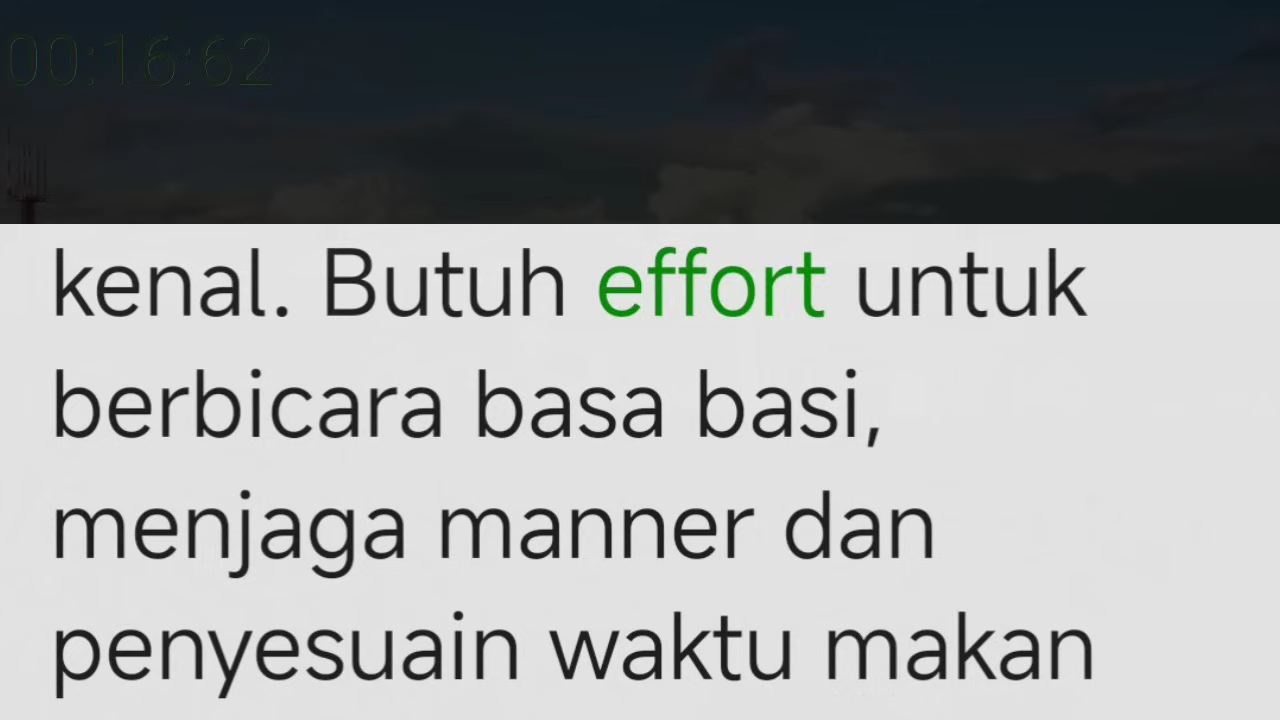 00:16:62
kenal. Butuh effort untuk
berbicara basa basi,
menjaga manner dan
penyesuain waktu makan